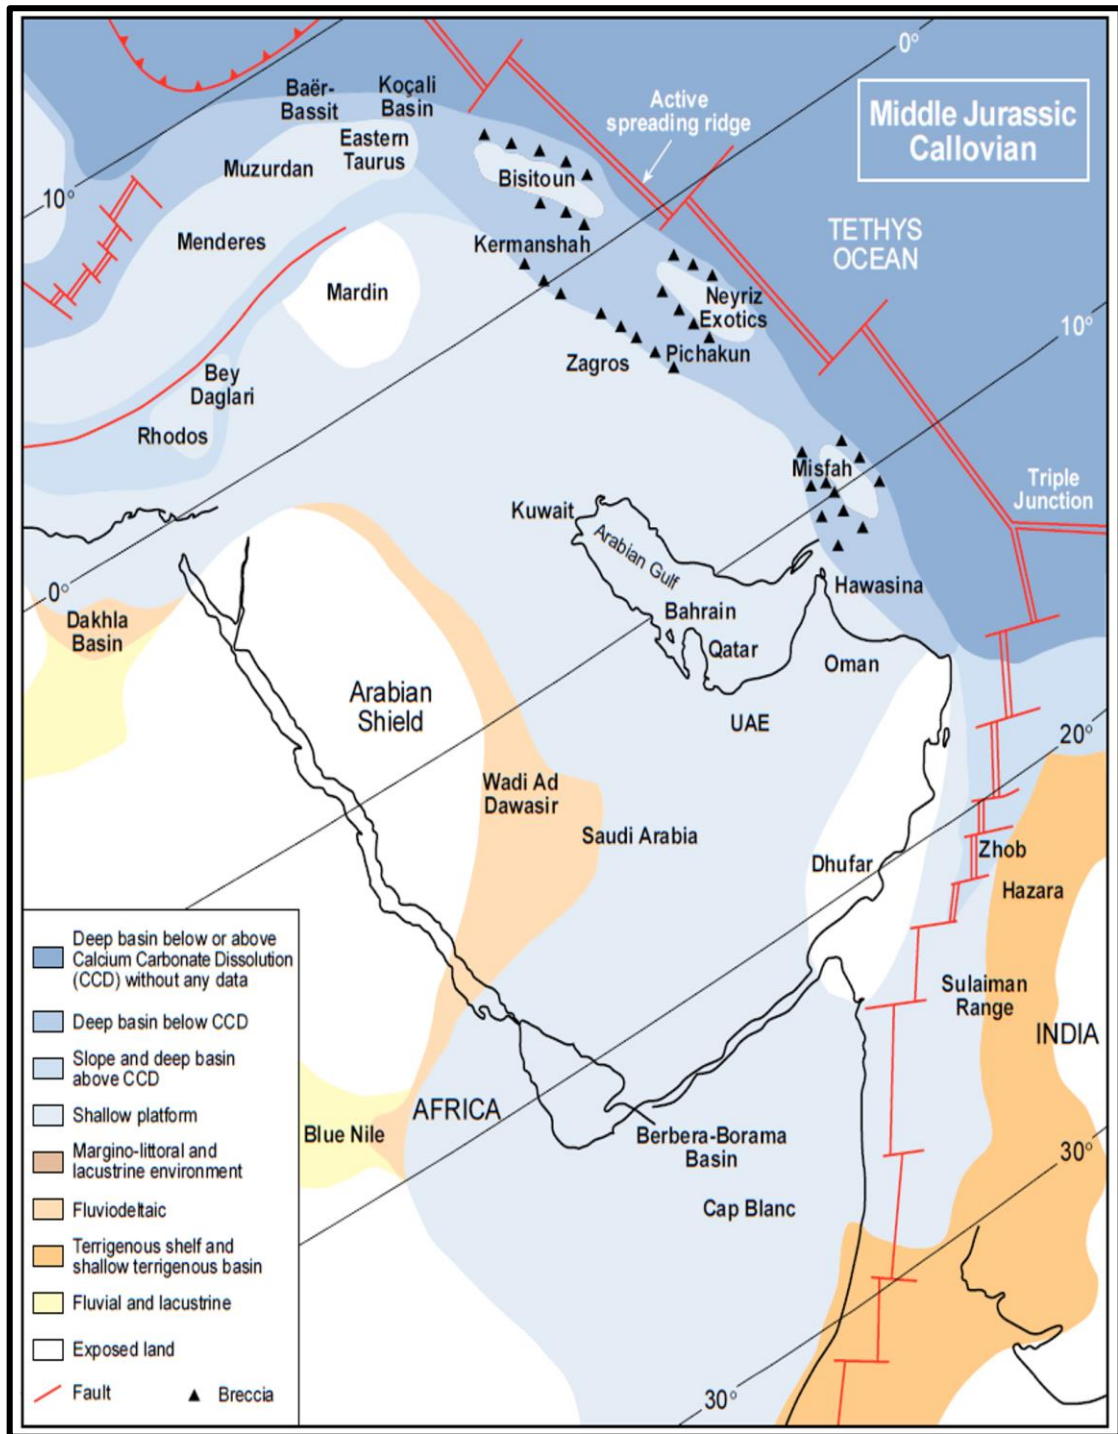 0°
Middle Jurassic
Callovian
Baër-
Bassit
Koçali
Basin
Active
spreading ridge
Eastern
Taurus
Muzurdan
Bisitoun
10°
Menderes
Kermanshah
TETHYS
OCEAN
Mardin
Neyriz
Exotics
10°
Zagros
Pichakun
Bey
Daglari
Rhodos
Misfah
Triple
Junction
Kuwait
Arabian Gulf
0°
Hawasina
Dakhla
Basin
Bahrain
Qatar
Oman
Arabian
Shield
UAE
20°
Wadi Ad
Dawasir
Saudi Arabia
Zhob
Dhufar
Hazara
Sulaiman
Range
INDIA
AFRICA
Blue Nile
Berbera-Borama
Basin
30°
Cap Blanc
30°
Deep basin below or above
Calcium Carbonate Dissolution
(CCD) without any data
Deep basin below CCD
Slope and deep basin
above CCD
Shallow platform
Margino-littoral and
lacustrine environment
Fluviodeltaic
Terrigenous shelf and
shallow terrigenous basin
Fluvial and lacustrine
Exposed land
Fault
Breccia